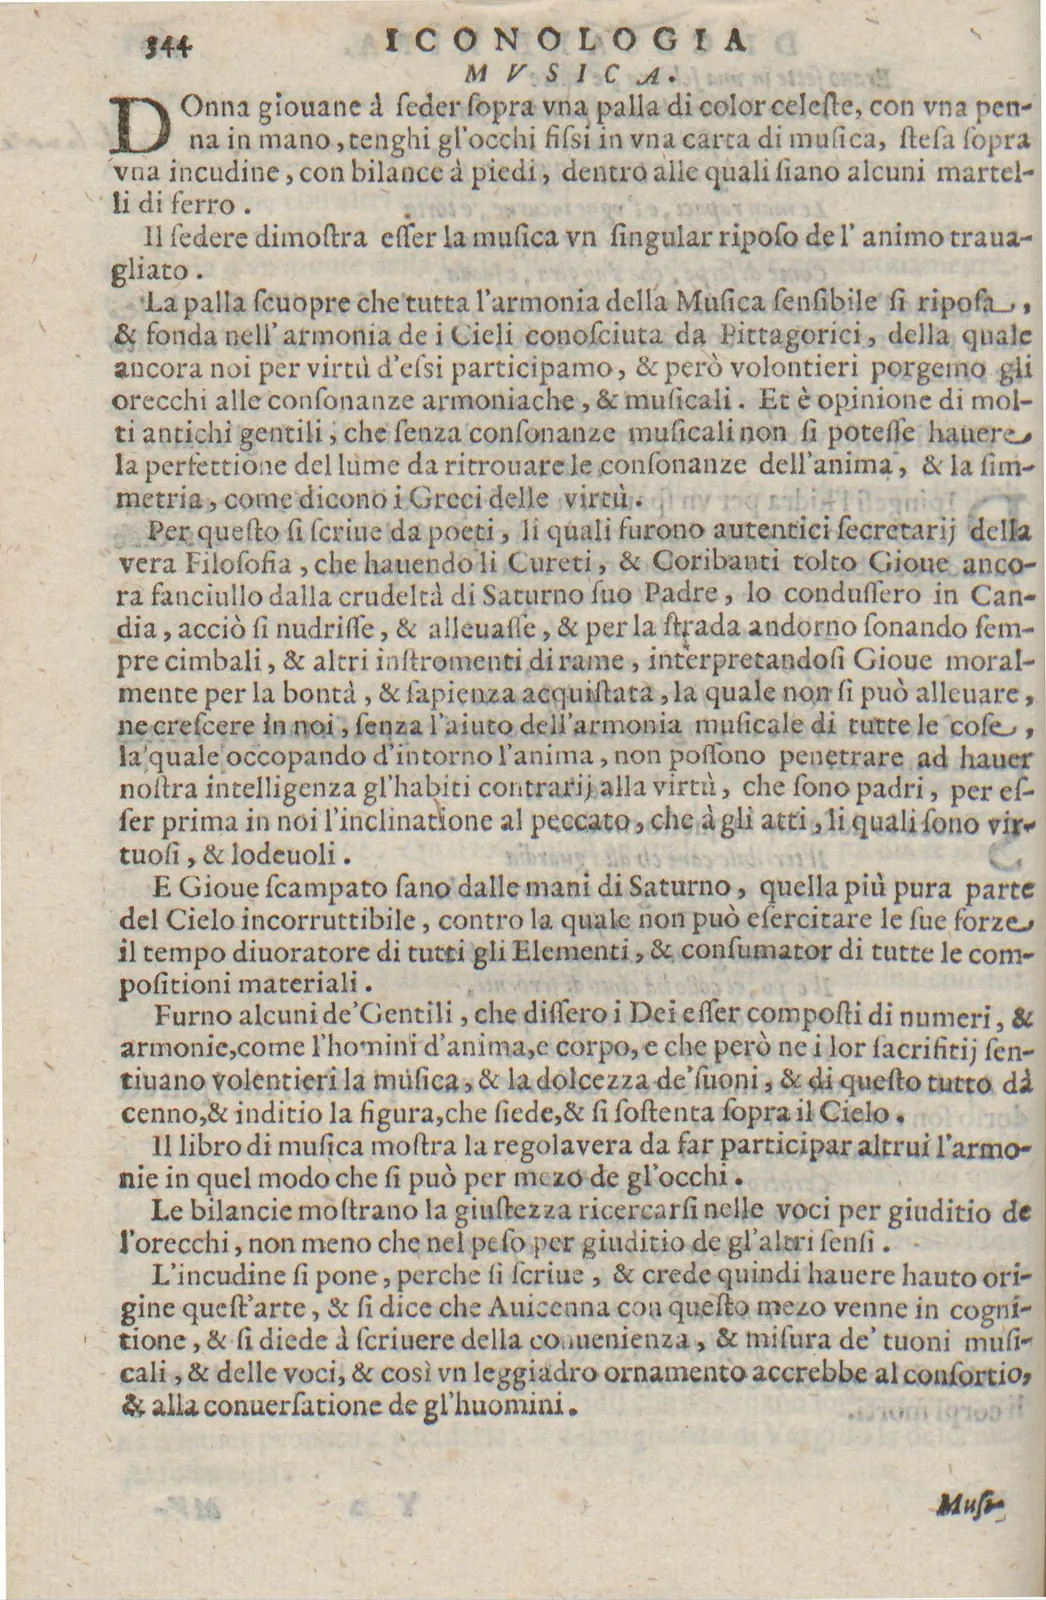 344 ICONOLOGIA
MVSICA.
DOnna giouane à seder sopra vna palla di color celeste, con vna pen-
na in mano, tenghi gl'occhi fissi in vna carta di musica, stesa sopra
vna incudine, con bilance à piedi, dentro alle quali siano alcuni martel-
li di ferro.
Il sedere dimostra esser la musica vn singular riposo del' animo traua-
gliato.
La palla scuopre che tutta l'armonia della Musica sensibile si riposa,
& fonda nell' armonia de i Cieli conosciuta da Pittagorici, della quale
ancora noi per virtù d'essi participamo, & però volontieri porgemo gli
orecchi alle consonanze armoniache, & musicali. Et è opinione di mol-
ti antichi gentili, che senza consonanze musicali non si potesse hauere
la perfettione del lume da ritrouare le consonanze dell'anima, & la sim-
metria, come dicono i Greci delle virtù.
Per questo si scriue da poeti, li quali furono autentici secretarij della
vera Filosofia, che hauendo li Cureti, & Coribanti tolto Gioue anco-
ra fanciullo dalla crudeltà di Saturno suo Padre, lo condussero in Can-
dia, acciò si nudrisse, & alleuasse, & per la strada andorno sonando sem-
pre cimbali, & altri instromenti di rame, interpretandosi Gioue moral-
mente per la bontà, & sapienza acquistata, la quale non si può alleuare,
ne crescere in noi, senza l'aiuto dell'armonia musicale di tutte le cose,
la quale occopando d'intorno l'anima, non possono penetrare ad hauer
nostra intelligenza gl'habiti contrarij alla virtù, che sono padri, per es-
ser prima in noi l'inclinatione al peccato, che à gli atti, li quali sono vir-
tuosi, & lodeuoli.
E Gioue scampato sano dalle mani di Saturno, quella più pura parte
del Cielo incorruttibile, contro la quale non può esercitare le sue forze
il tempo diuoratore di tutti gli Elementi, & consumator di tutte le com-
positioni materiali.
Furno alcuni de'Gentili, che dissero i Dei esser composti di numeri, &
armonie,come l'homini d'anima,e corpo, e che però ne i lor sacrifitij sen-
tiuano volentieri la musica, & la dolcezza de'suoni, & di questo tutto dà
cenno,& inditio la figura,che siede,& si sostenta sopra il Cielo.
Il libro di musica mostra la regolavera da far participar altrui l'armo-
nie in quel modo che si può per mezo de gl'occhi.
Le bilancie mostrano la giustezza ricercarsi nelle voci per giuditio de
l'orecchi, non meno che nel peso per giuditio de gl'altri sensi.
L'incudine si pone, perche si scriue, & crede quindi hauere hauto ori-
gine quest'arte, & si dice che Auicenna con questo mezo venne in cogni-
tione, & si diede à scriuere della conuenienza, & misura de' tuoni musi-
cali, & delle voci, & così vn leggiadro ornamento accrebbe al consortio,
& alla conuersatione de gl'huomini.
Musi-